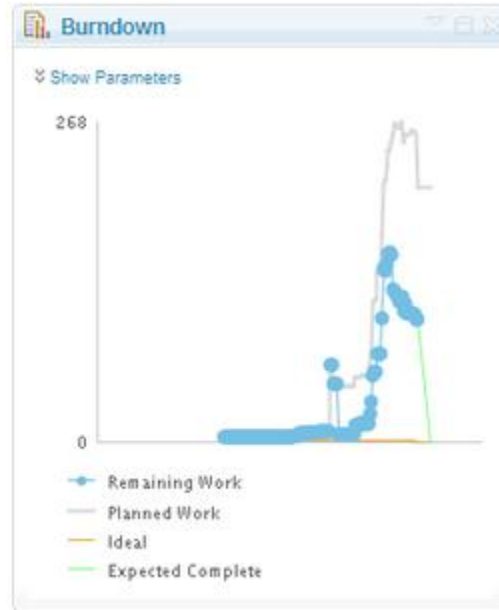 Burndown
Show Parameters
268
0
Remaining Work
Planned Work
Ideal
Expected Complete